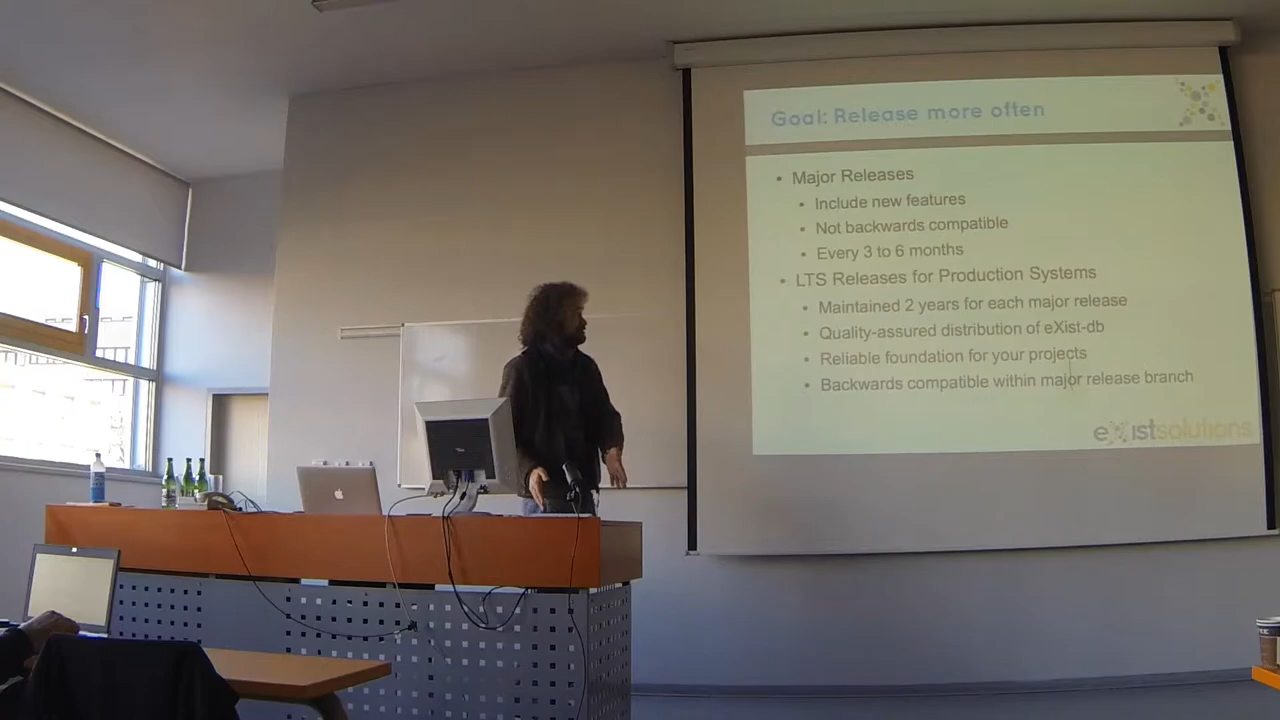 Goal: Release more often
• Major Releases
• Include new features
• Not backwards compatible
• Every 3 to 6 months
• LTS Releases for Production Systems
• Maintained 2 years for each major release
• Quality-assured distribution of eXist-db
• Reliable foundation for your projects
• Backwards compatible within major release branch
eXistsolutions